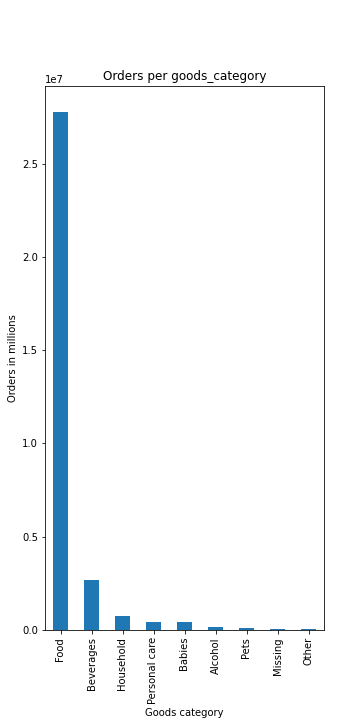 Orders per goods_category
1e7
2.5
2.0
1.5
1.0
0.5
0.0
Orders in millions
Food
Beverages
Household
Personal care
Babies
Alcohol
Pets
Missing
Other
Goods category